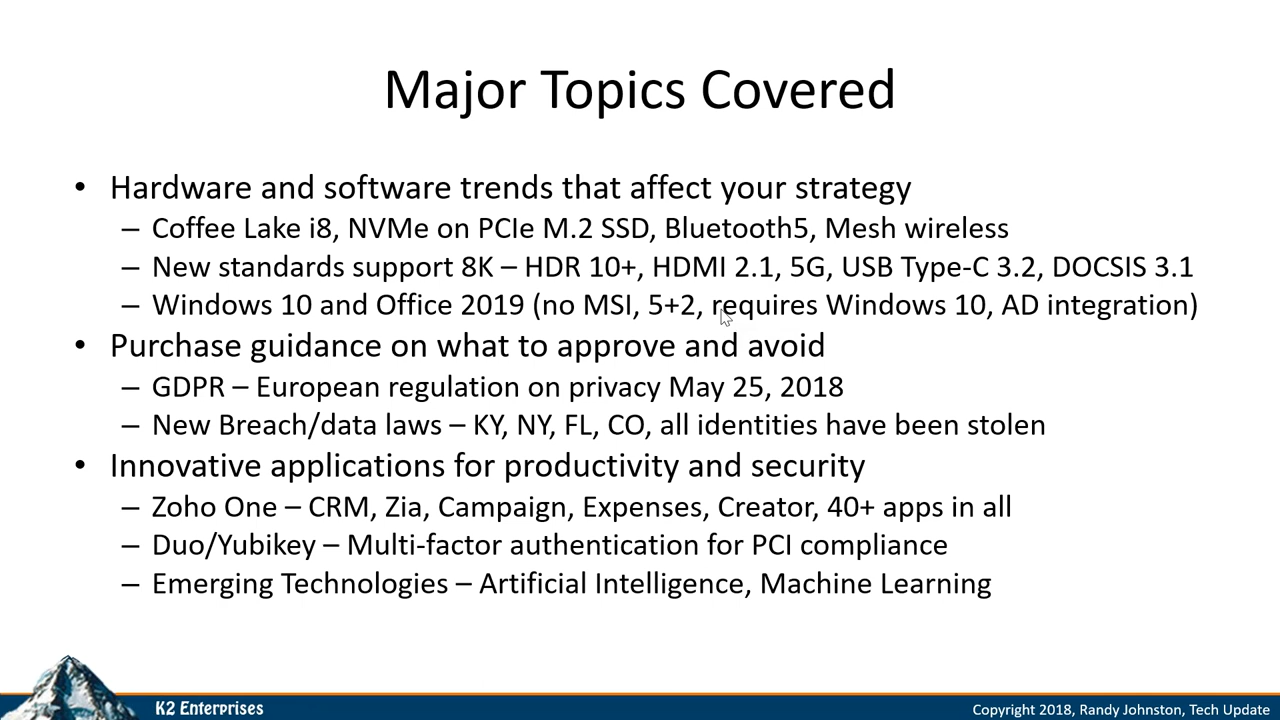 Major Topics Covered
• Hardware and software trends that affect your strategy
– Coffee Lake i8, NVMe on PCIe M.2 SSD, Bluetooth5, Mesh wireless
– New standards support 8K – HDR 10+, HDMI 2.1, 5G, USB Type-C 3.2, DOCSIS 3.1
– Windows 10 and Office 2019 (no MSI, 5+2, requires Windows 10, AD integration)
• Purchase guidance on what to approve and avoid
– GDPR – European regulation on privacy May 25, 2018
– New Breach/data laws – KY, NY, FL, CO, all identities have been stolen
• Innovative applications for productivity and security
– Zoho One – CRM, Zia, Campaign, Expenses, Creator, 40+ apps in all
– Duo/Yubikey – Multi-factor authentication for PCI compliance
– Emerging Technologies – Artificial Intelligence, Machine Learning
K2 Enterprises
Copyright 2018, Randy Johnston, Tech Update